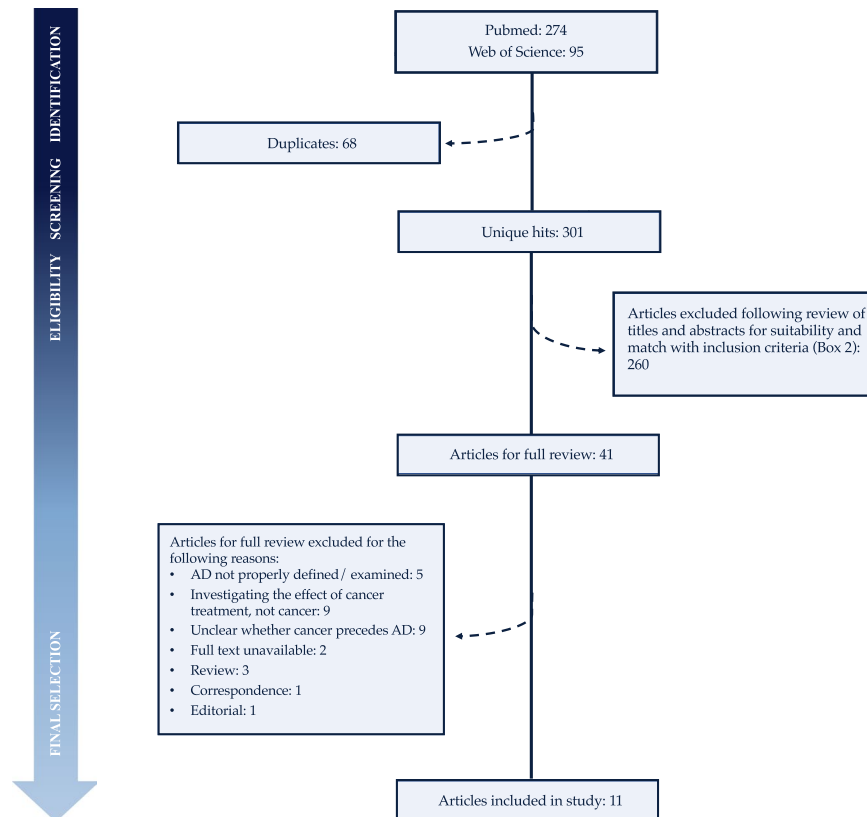 IDENTIFICATION
SCREENING
ELIGIBILITY
FINAL SELECTION
Pubmed: 274
Web of Science: 95
Duplicates: 68
Unique hits: 301
Articles excluded following review of
titles and abstracts for suitability and
match with inclusion criteria (Box 2):
260
Articles for full review: 41
Articles for full review excluded for the
following reasons:
• AD not properly defined/ examined: 5
• Investigating the effect of cancer
treatment, not cancer: 9
• Unclear whether cancer precedes AD: 9
• Full text unavailable: 2
• Review: 3
• Correspondence: 1
• Editorial: 1
Articles included in study: 11